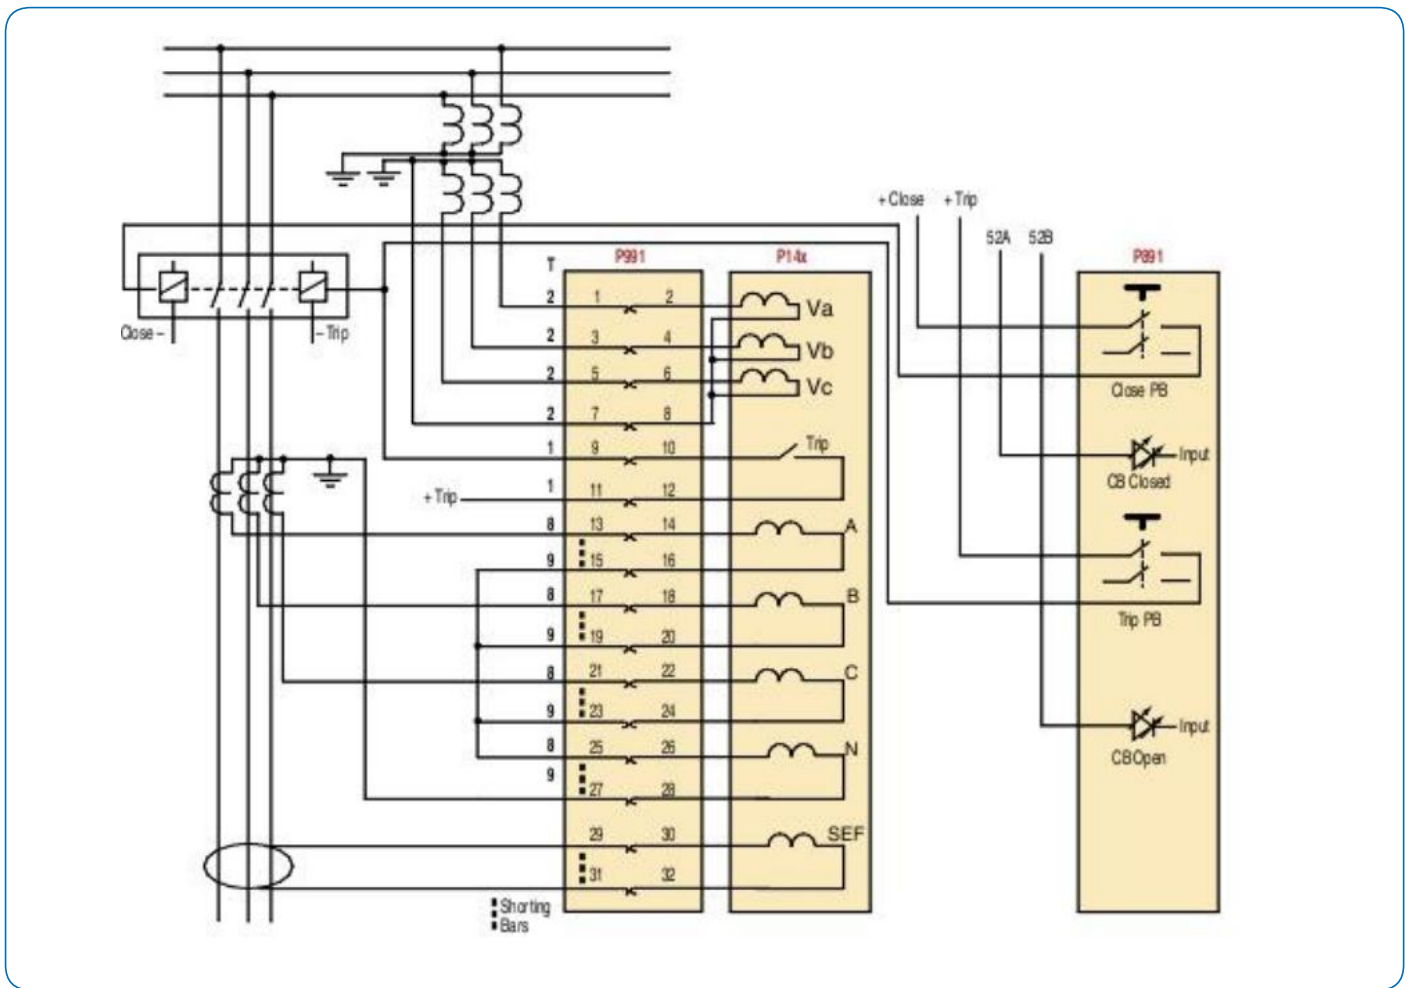 + Close + Trip
52A 52B
P991 P14x P891
T
2 1 2 Va
2 3 4 Vb
2 5 6 Vc
2 7 8
1 9 10 Trip
+ Trip 1 11 12
8 13 14 A
9 15 16
8 17 18 B
9 19 20
8 21 22 C
9 23 24
8 25 26 N
9 27 28
29 30 SEF
31 32
Close – – Trip
Close PB
Input
CB Closed
Trip PB
Input
CB Open
Shorting
Bars